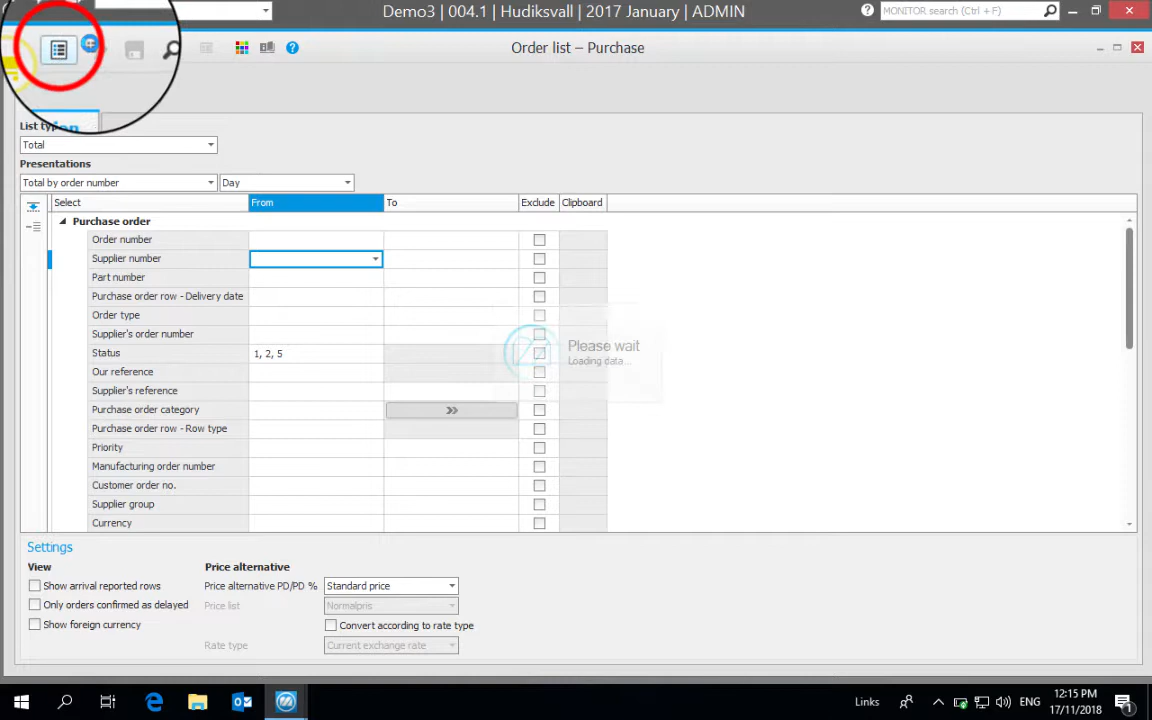 Demo3 | 004.1 | Hudiksvall | 2017 January | ADMIN
MONITOR search (Ctrl + F)
Order list – Purchase
List ty
Total
Presentations
Total by order number
Day
Select From To Exclude Clipboard
Purchase order
Order number
Supplier number
Part number
Purchase order row - Delivery date
Order type
Supplier's order number
Status 1, 2, 5
Our reference
Supplier's reference
Purchase order category
Purchase order row - Row type
Priority
Manufacturing order number
Customer order no.
Supplier group
Currency
Please wait
Loading data...
Settings
View
Show arrival reported rows
Only orders confirmed as delayed
Show foreign currency
Price alternative
Price alternative PD/PD % Standard price
Price list Normalpris
Convert according to rate type
Rate type Current exchange rate
Links
ENG
12:15 PM
17/11/2018
1